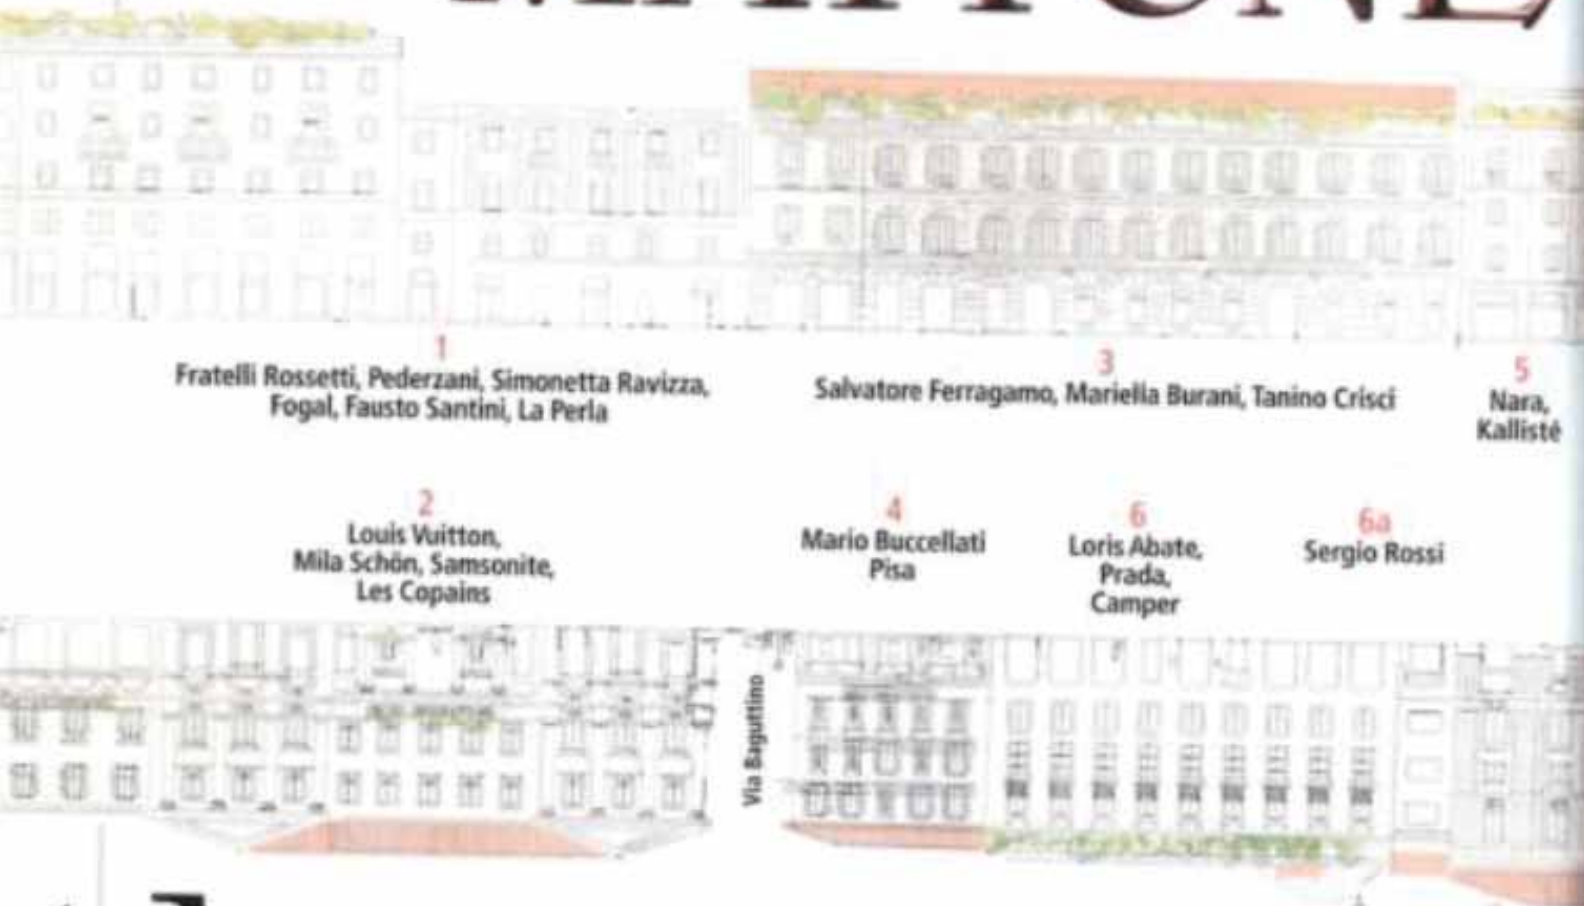 MATTONE
1
Fratelli Rossetti, Pederzani, Simonetta Ravizza,
Fogal, Fausto Santini, La Perla
3
Salvatore Ferragamo, Mariella Burani, Tanino Crisci
5
Nara,
Kallisté
2
Louis Vuitton,
Mila Schön, Samsonite,
Les Copains
4
Mario Buccellati
Pisa
6
Loris Abate,
Prada,
Camper
6a
Sergio Rossi
Via Baguttino